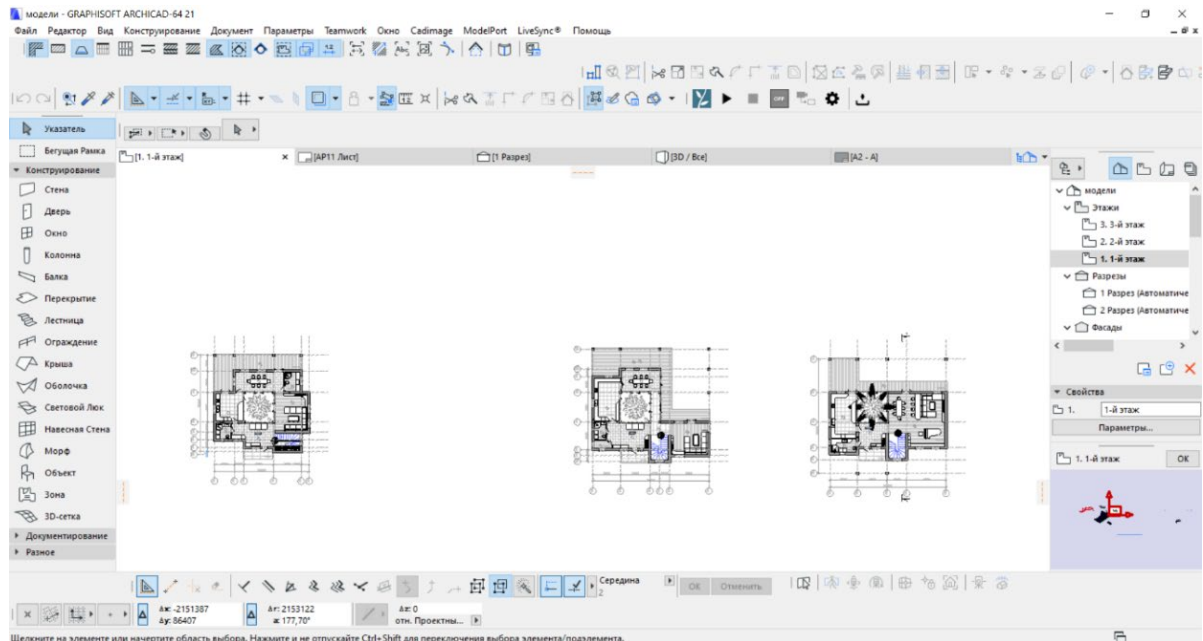 модели - GRAPHISOFT ARCHICAD-64 21
Файл Редактор Вид Конструирование Документ Параметры Teamwork Окно Cadimage ModelPort LiveSync® Помощь
OFF
Указатель
Бегущая Рамка
[1. 1-й этаж]
[АР11 Лист]
[1 Разрез]
[3D / Все]
[А2 - А]
Конструирование
Стена
Дверь
Окно
Колонна
Балка
Перекрытие
Лестница
Ограждение
Крыша
Оболочка
Световой Люк
Навесная Стена
Морф
Объект
Зона
3D-сетка
Документирование
Разное
модели
Этажи
3. 3-й этаж
2. 2-й этаж
1. 1-й этаж
Разрезы
1 Разрез (Автоматиче
2 Разрез (Автоматиче
Фасады
Свойства
1. 1-й этаж
Параметры...
1. 1-й этаж OK
Середина
2
OK Отменить
Δx: -2151387
Δy: 86407
Δr: 2153122
α: 177,70°
Δz: 0
отн. Проектны...
Щелкните на элементе или начертите область выбора. Нажмите и не отпускайте Ctrl+Shift для переключения выбора элемента/подэлемента.